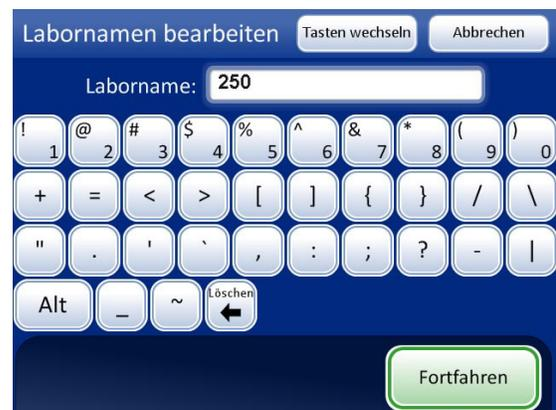 Labornamen bearbeiten Tasten wechseln Abbrechen
Laborname: 250
! 1 @ 2 # 3 $ 4 % 5 ^ 6 & 7 * 8 ( 9 ) 0
+ = < > [ ] { } / \
" . ' ` , : ; ? - |
Alt _ ~ Löschen
Fortfahren